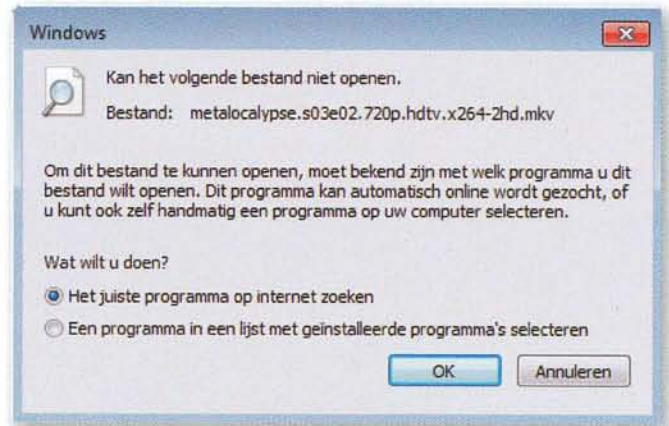 Windows
Kan het volgende bestand niet openen.
Bestand: metalocalypse.s03e02.720p.hdtv.x264-2hd.mkv
Om dit bestand te kunnen openen, moet bekend zijn met welk programma u dit
bestand wilt openen. Dit programma kan automatisch online wordt gezocht, of
u kunt ook zelf handmatig een programma op uw computer selecteren.
Wat wilt u doen?
Het juiste programma op internet zoeken
Een programma in een lijst met geïnstalleerde programma's selecteren
OK Annuleren